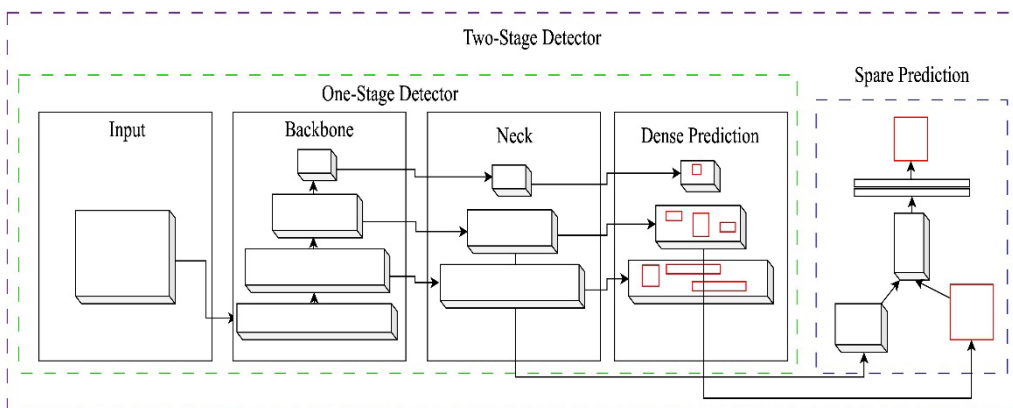 Two-Stage Detector
Spare Prediction
One-Stage Detector
Input
Backbone
Neck
Dense Prediction